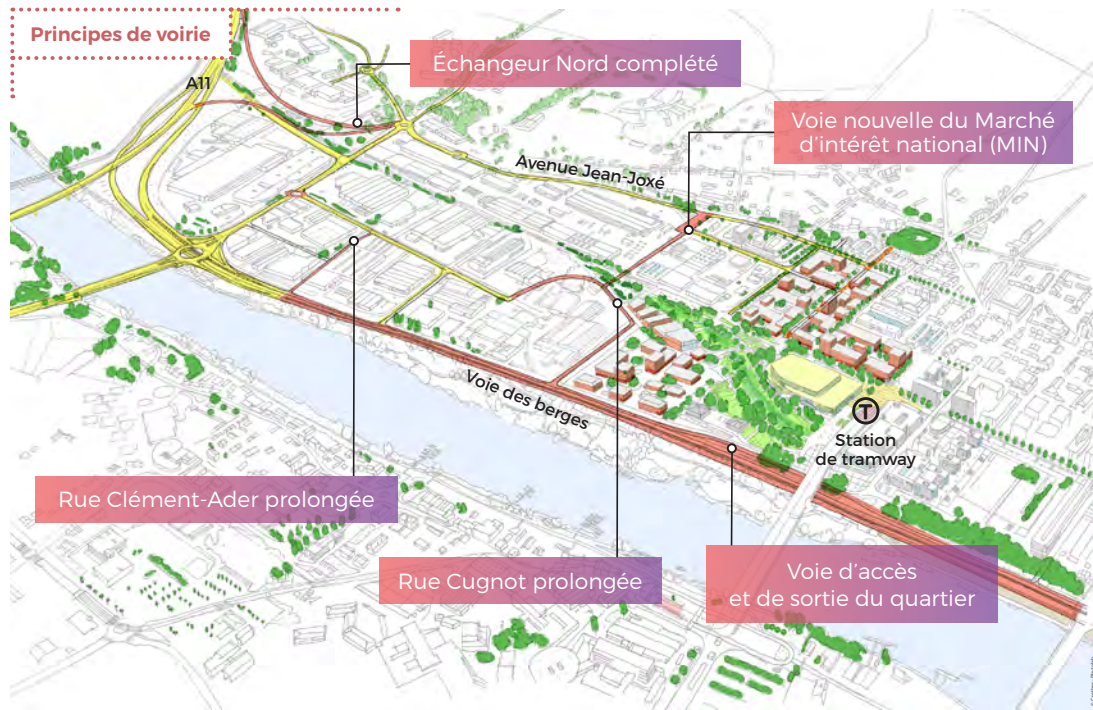 Principes de voirie
A11
Échangeur Nord complété
Voie nouvelle du Marché
d'intérêt national (MIN)
Avenue Jean-Joxé
Voie des berges
T
Station
de tramway
Rue Clément-Ader prolongée
Rue Cugnot prolongée
Voie d'accès
et de sortie du quartier